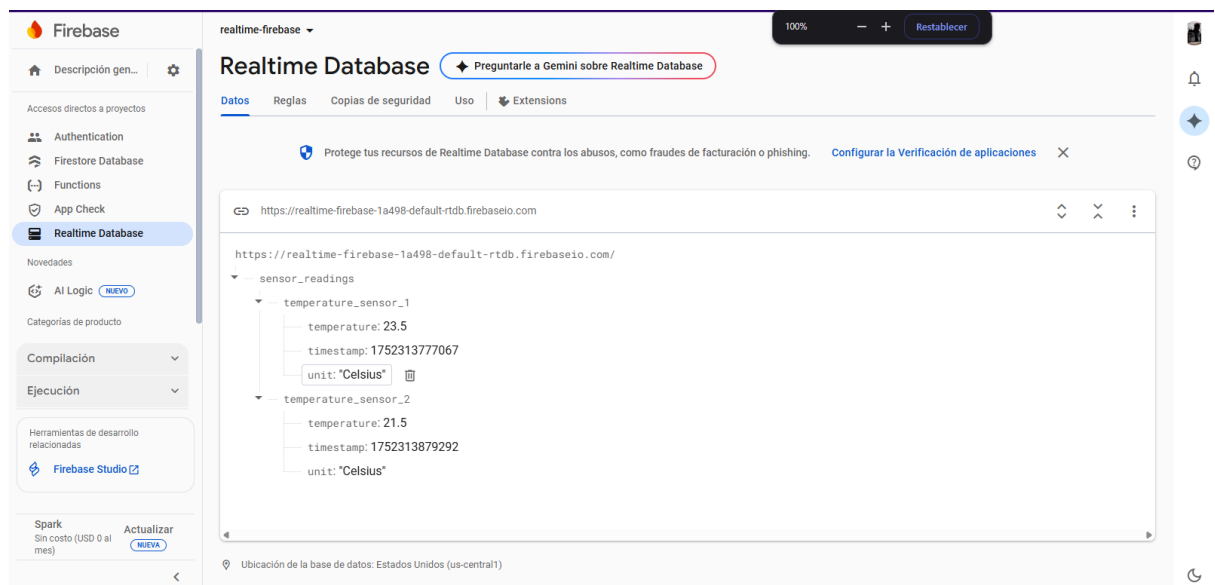 Firebase
Descripción gen...
Accesos directos a proyectos
Authentication
Firestore Database
Functions
App Check
Realtime Database
Novedades
AI Logic NUEVO
Categorías de producto
Compilación
Ejecución
Herramientas de desarrollo
relacionadas
Firebase Studio
Spark
Sin costo (USD 0 al
mes)
Actualizar
NUEVA
realtime-firebase
100% − + Restablecer
Realtime Database Preguntarle a Gemini sobre Realtime Database
Datos Reglas Copias de seguridad Uso Extensions
Protege tus recursos de Realtime Database contra los abusos, como fraudes de facturación o phishing. Configurar la Verificación de aplicaciones
https://realtime-firebase-1a498-default-rtdb.firebaseio.com
https://realtime-firebase-1a498-default-rtdb.firebaseio.com/
sensor_readings
temperature_sensor_1
temperature: 23.5
timestamp: 1752313777067
unit: "Celsius"
temperature_sensor_2
temperature: 21.5
timestamp: 1752313879292
unit: "Celsius"
Ubicación de la base de datos: Estados Unidos (us-central1)